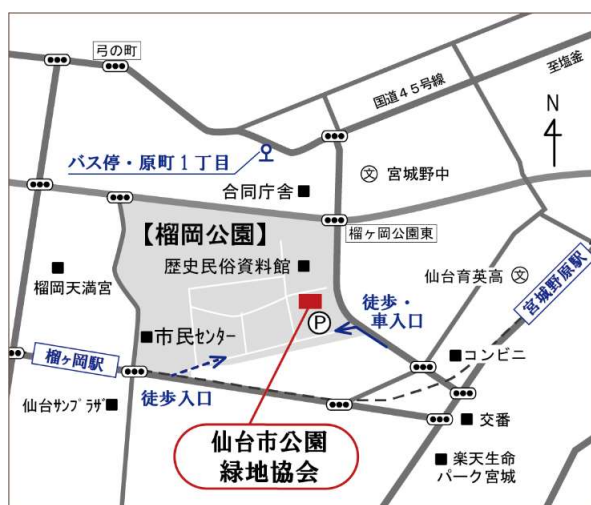 弓の町
国道45号線
至塩釜
N
バス停・原町1丁目
文 宮城野中
合同庁舎
【榴岡公園】
榴ヶ岡公園東
歴史民俗資料館
仙台育英高 文
宮城野原駅
榴岡天満宮
徒歩・
車入口
P
市民センター
榴ヶ岡駅
コンビニ
仙台サンプラザ
徒歩入口
交番
仙台市公園
緑地協会
楽天生命
パーク宮城